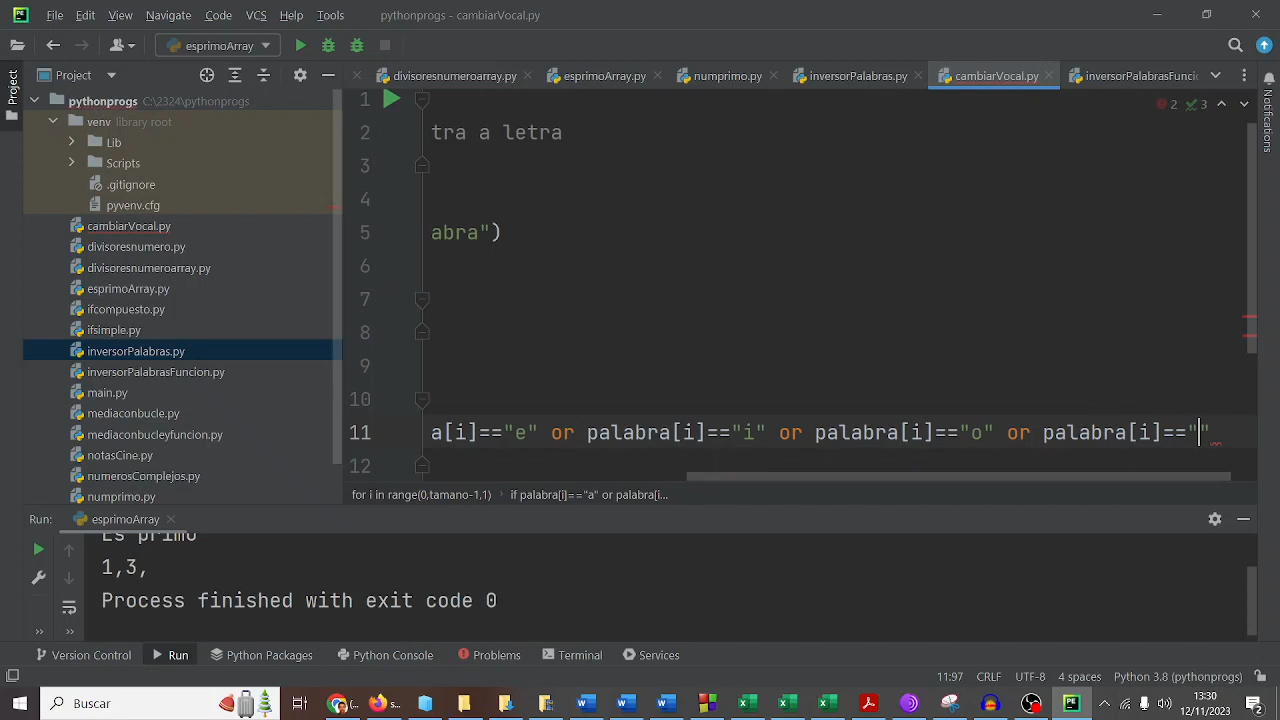 File Edit View Navigate Code VCS Help Tools pythonprogs - cambiarVocal.py
esprimoArray
Project divisoresnumeroarray.py esprimoArray.py numprimo.py inversorPalabras.py cambiarVocal.py inversorPalabrasFunci
Project
Notifications
pythonprogs C:\2324\pythonprogs
venv library root
Lib
Scripts
.gitignore
pyvenv.cfg
cambiarVocal.py
divisoresnumero.py
divisoresnumeroarray.py
esprimoArray.py
ifcompuesto.py
ifsimple.py
inversorPalabras.py
inversorPalabrasFuncion.py
main.py
mediaconbucle.py
mediaconbucleyfuncion.py
notasCine.py
numerosComplejos.py
numprimo.py
2 3
1
2 tra a letra
3
4
5 abra")
6
7
8
9
10
11 a[i]=="e" or palabra[i]=="i" or palabra[i]=="o" or palabra[i]==""
12
for i in range(0,tamano-1,1) › if palabra[i]=="a" or palabra[i...
Run: esprimoArray
Es primo
1,3,
Process finished with exit code 0
Version Control Run Python Packages Python Console Problems Terminal Services
11:97 CRLF UTF-8 4 spaces Python 3.8 (pythonprogs)
Buscar s... 13:30
12/11/2023 2